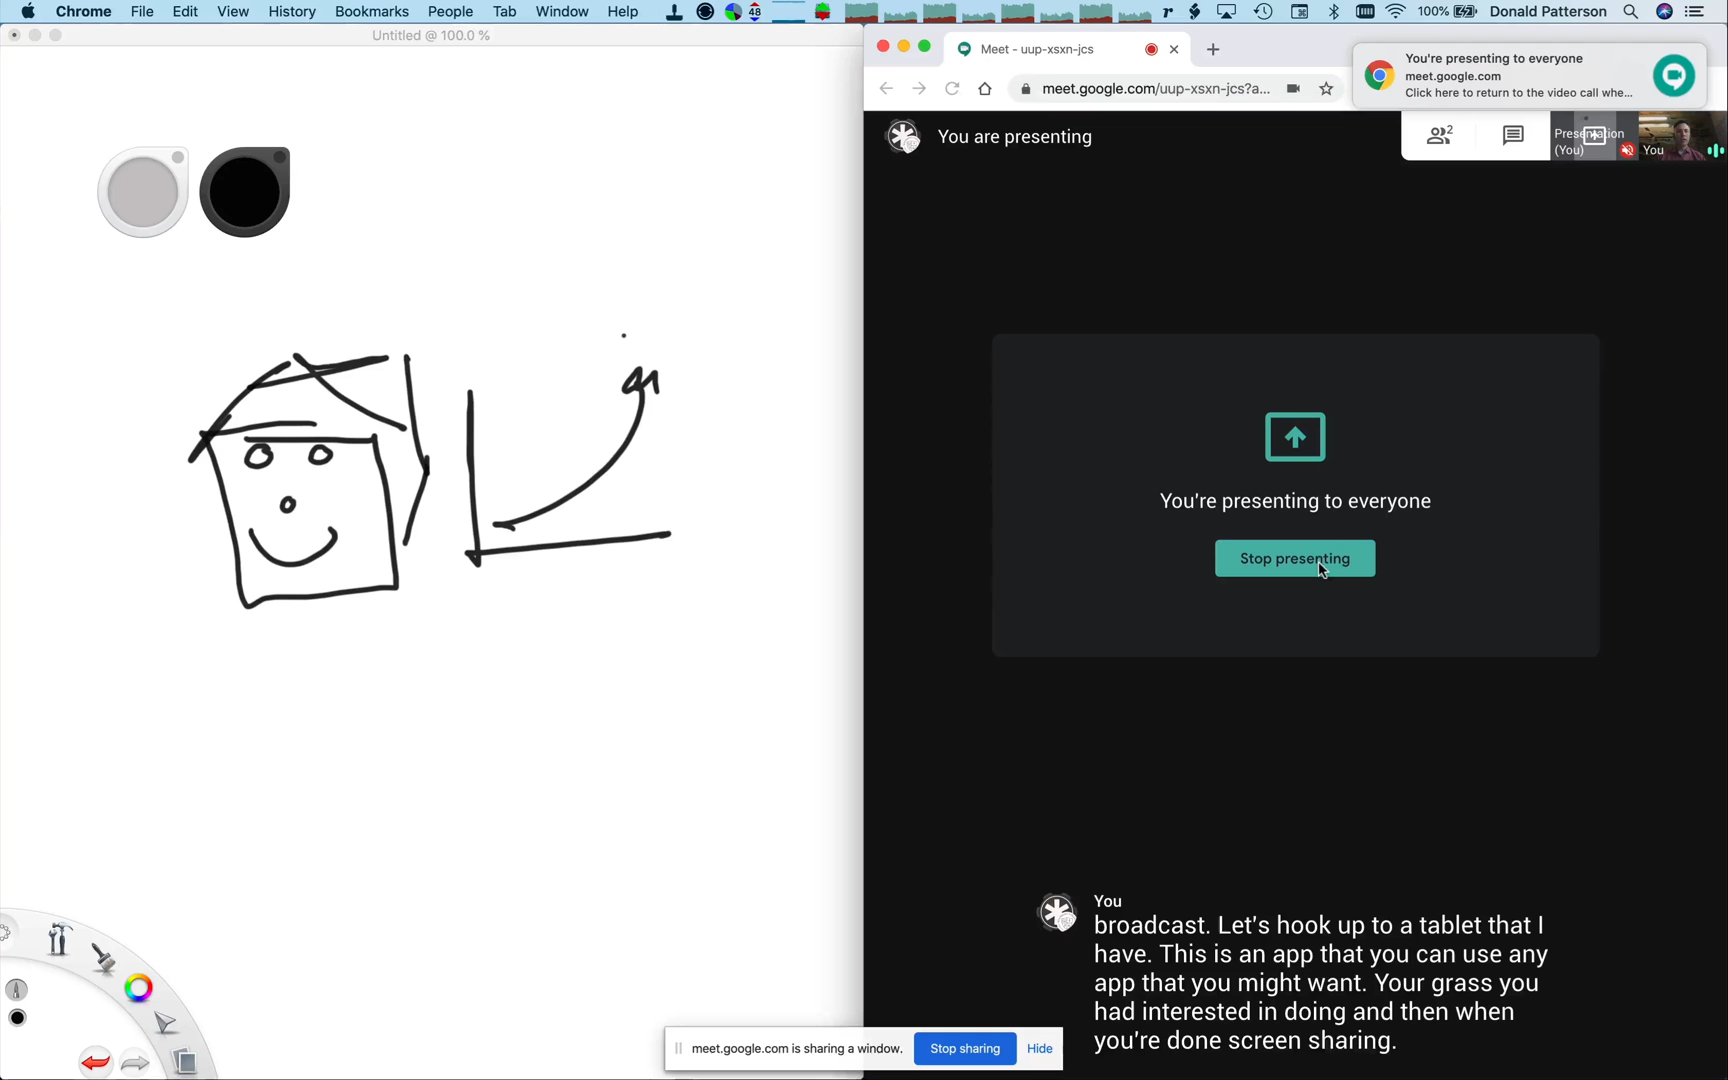 Chrome File Edit View History Bookmarks People Tab Window Help 48 100% Donald Patterson
Untitled @ 100.0 %
Meet - uup-xsxn-jcs
meet.google.com/uup-xsxn-jcs?a...
You're presenting to everyone
meet.google.com
Click here to return to the video call whe...
You are presenting
2
Presentation
(You)
You
You're presenting to everyone
Stop presenting
You
broadcast. Let's hook up to a tablet that I
have. This is an app that you can use any
app that you might want. Your grass you
had interested in doing and then when
you're done screen sharing.
meet.google.com is sharing a window. Stop sharing Hide